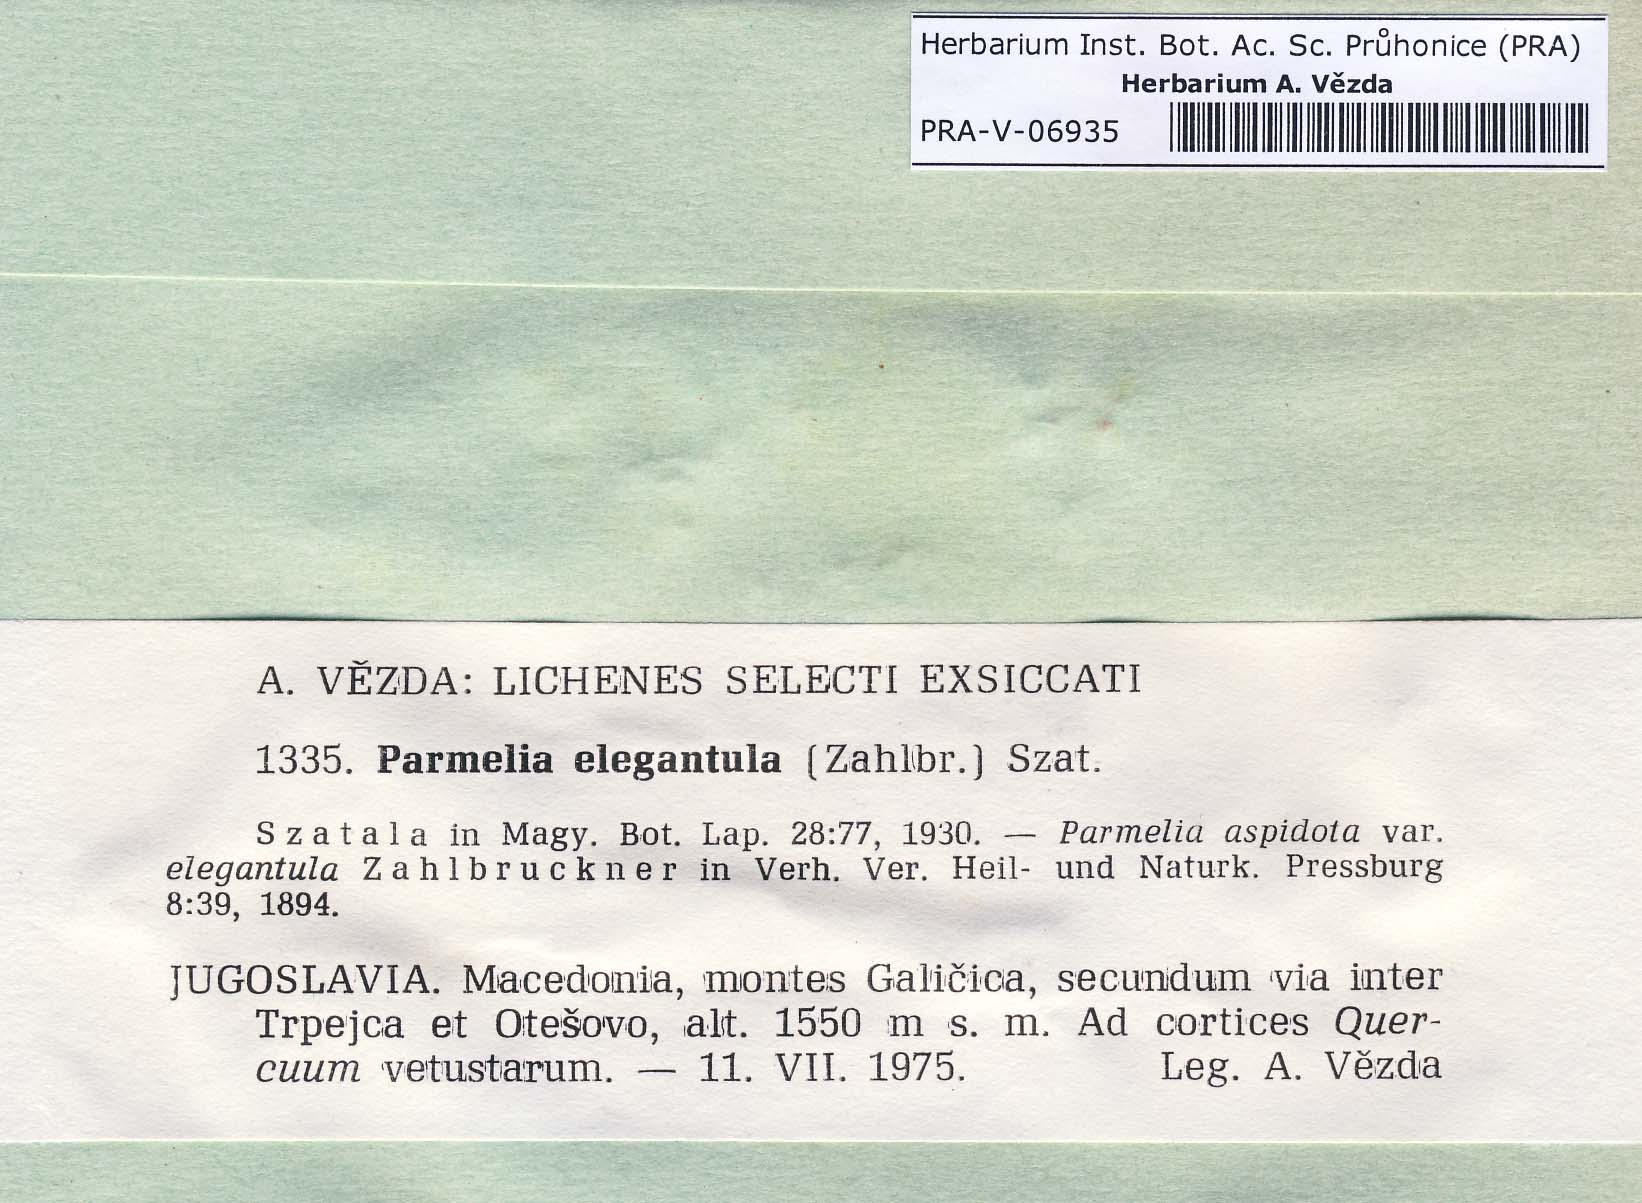 Herbarium Inst. Bot. Ac. Sc. Průhonice (PRA)
Herbarium A. Vězda
PRA-V-06935
A. VĚZDA: LICHENES SELECTI EXSICCATI
1335. Parmelia elegantula (Zahlbr.) Szat.
Szatala in Magy. Bot. Lap. 28:77, 1930. — Parmelia aspidota var.
elegantula Zahlbruckner in Verh. Ver. Heil- und Naturk. Pressburg
8:39, 1894.
JUGOSLAVIA. Macedonia, montes Galičica, secundum via inter
Trpejca et Otešovo, alt. 1550 m s. m. Ad cortices Quer-
cuum vetustarum. — 11. VII. 1975. Leg. A. Vězda